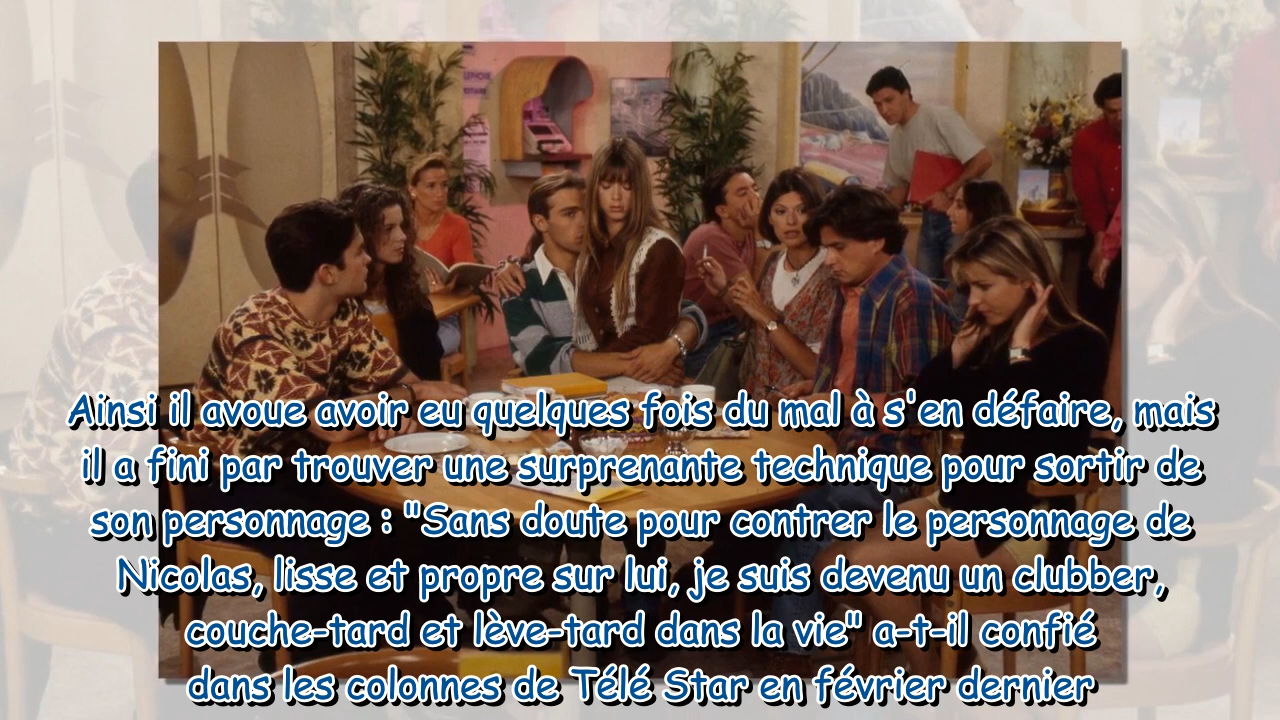 Ainsi il avoue avoir eu quelques fois du mal à s'en défaire, mais
il a fini par trouver une surprenante technique pour sortir de
son personnage : "Sans doute pour contrer le personnage de
Nicolas, lisse et propre sur lui, je suis devenu un clubber,
couche-tard et lève-tard dans la vie" a-t-il confié
dans les colonnes de Télé Star en février dernier